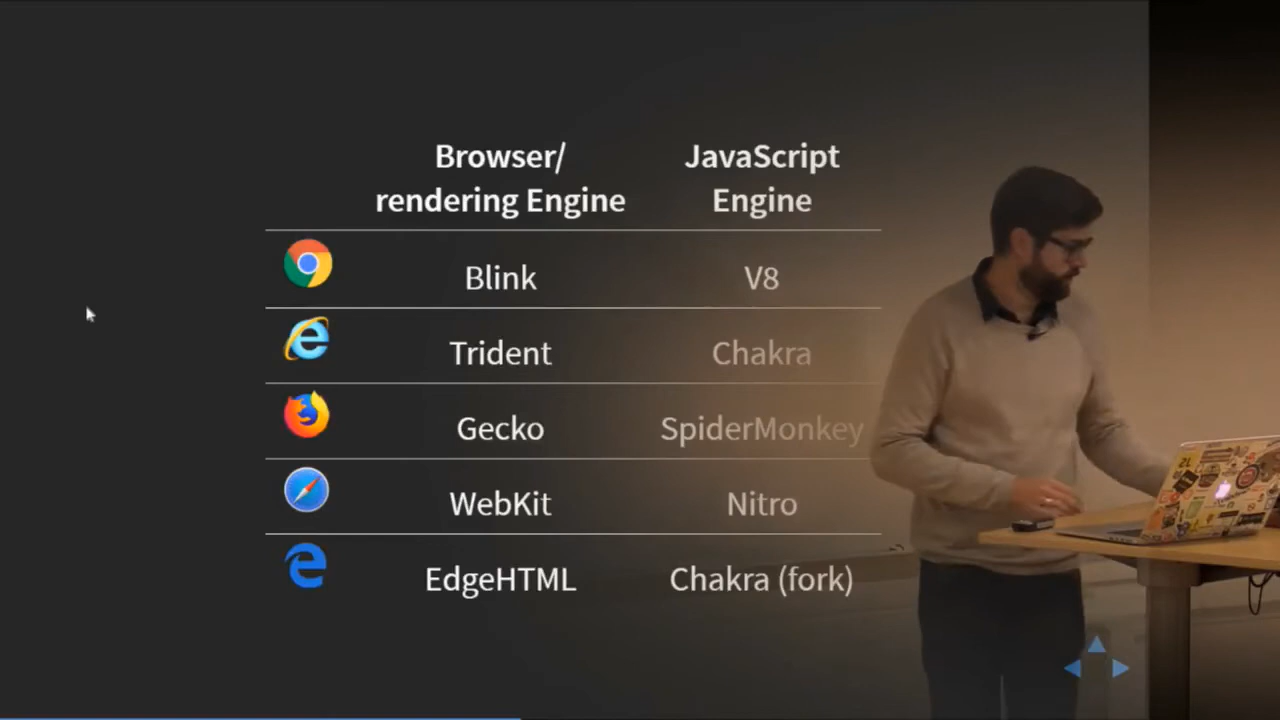 Browser/
rendering Engine
JavaScript
Engine
Blink V8
Trident Chakra
Gecko SpiderMonkey
WebKit Nitro
EdgeHTML Chakra (fork)